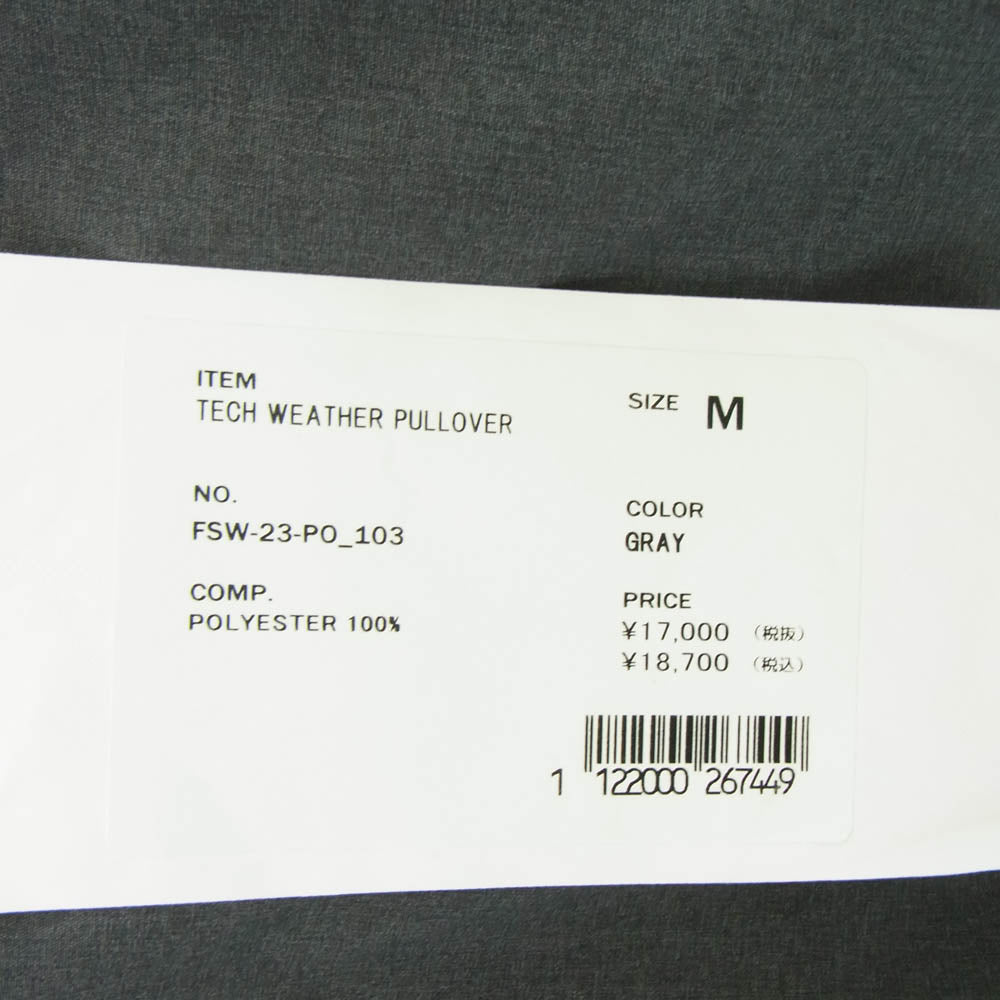 ITEM
TECH WEATHER PULLOVER
SIZE M
NO.
FSW-23-PO_103
COLOR
GRAY
COMP.
POLYESTER 100%
PRICE
¥17,000 (税抜)
¥18,700 (税込)
1 122000 267449